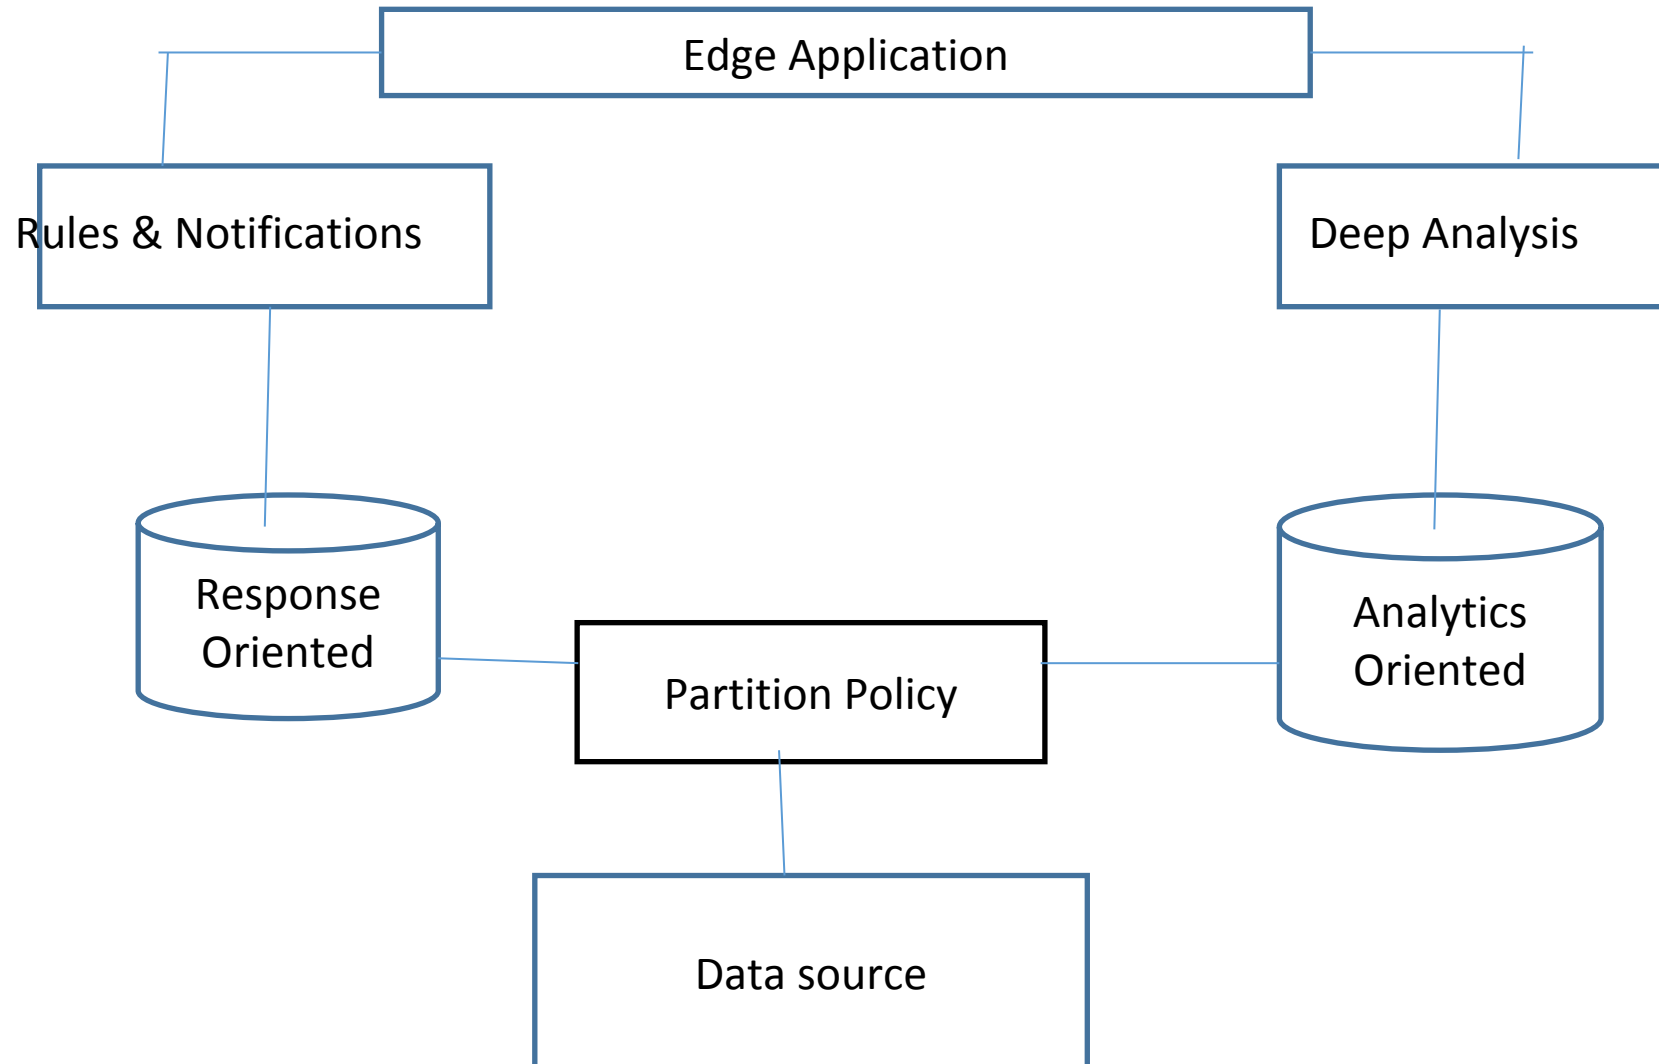 Edge Application
Rules & Notifications
Deep Analysis
Response
Oriented
Analytics
Oriented
Partition Policy
Data source